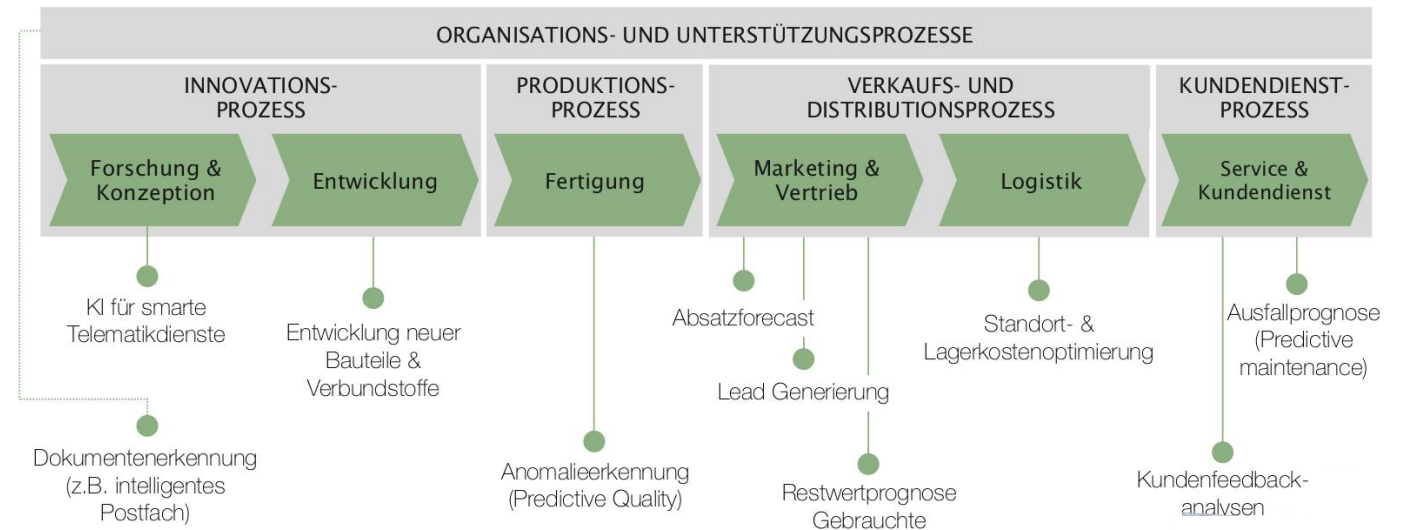 ORGANISATIONS- UND UNTERSTÜTZUNGSPROZESSE
INNOVATIONS-
PROZESS
PRODUKTIONS-
PROZESS
VERKAUFS- UND
DISTRIBUTIONSPROZESS
KUNDENDIENST-
PROZESS
Forschung &
Konzeption
Entwicklung
Fertigung
Marketing &
Vertrieb
Logistik
Service &
Kundendienst
KI für smarte
Telematikdienste
Entwicklung neuer
Bauteile &
Verbundstoffe
Absatzforecast
Lead Generierung
Standort- &
Lagerkostenoptimierung
Ausfallprognose
(Predictive
maintenance)
Dokumentenerkennung
(z.B. intelligentes
Postfach)
Anomalieerkennung
(Predictive Quality)
Restwertprognose
Gebrauchte
Kundenfeedback-
analysen